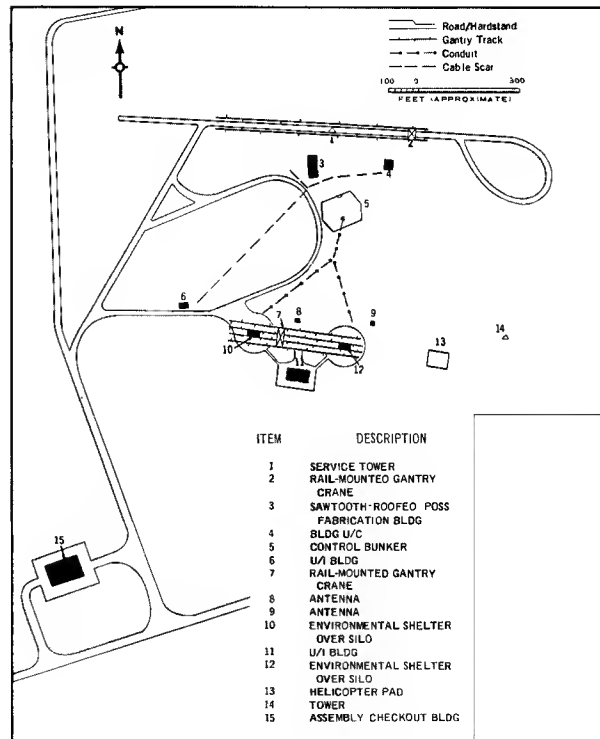 N
Road/Hardstand
Gantry Track
Conduit
Cable Scar
100 0 300
FEET (APPROXIMATE)
1
2
3
4
5
6
7
8
9
10
11
12
13
14
15
ITEM DESCRIPTION
1 SERVICE TOWER
2 RAIL-MOUNTED GANTRY
CRANE
3 SAWTOOTH-ROOFEO POSS
FABRICATION BLDG
4 BLDG U/C
5 CONTROL BUNKER
6 U/I BLDG
7 RAIL-MOUNTED GANTRY
CRANE
8 ANTENNA
9 ANTENNA
10 ENVIRONMENTAL SHELTER
OVER SILO
11 U/I BLDG
12 ENVIRONMENTAL SHELTER
OVER SILO
13 HELICOPTER PAD
14 TOWER
15 ASSEMBLY CHECKOUT BLDG